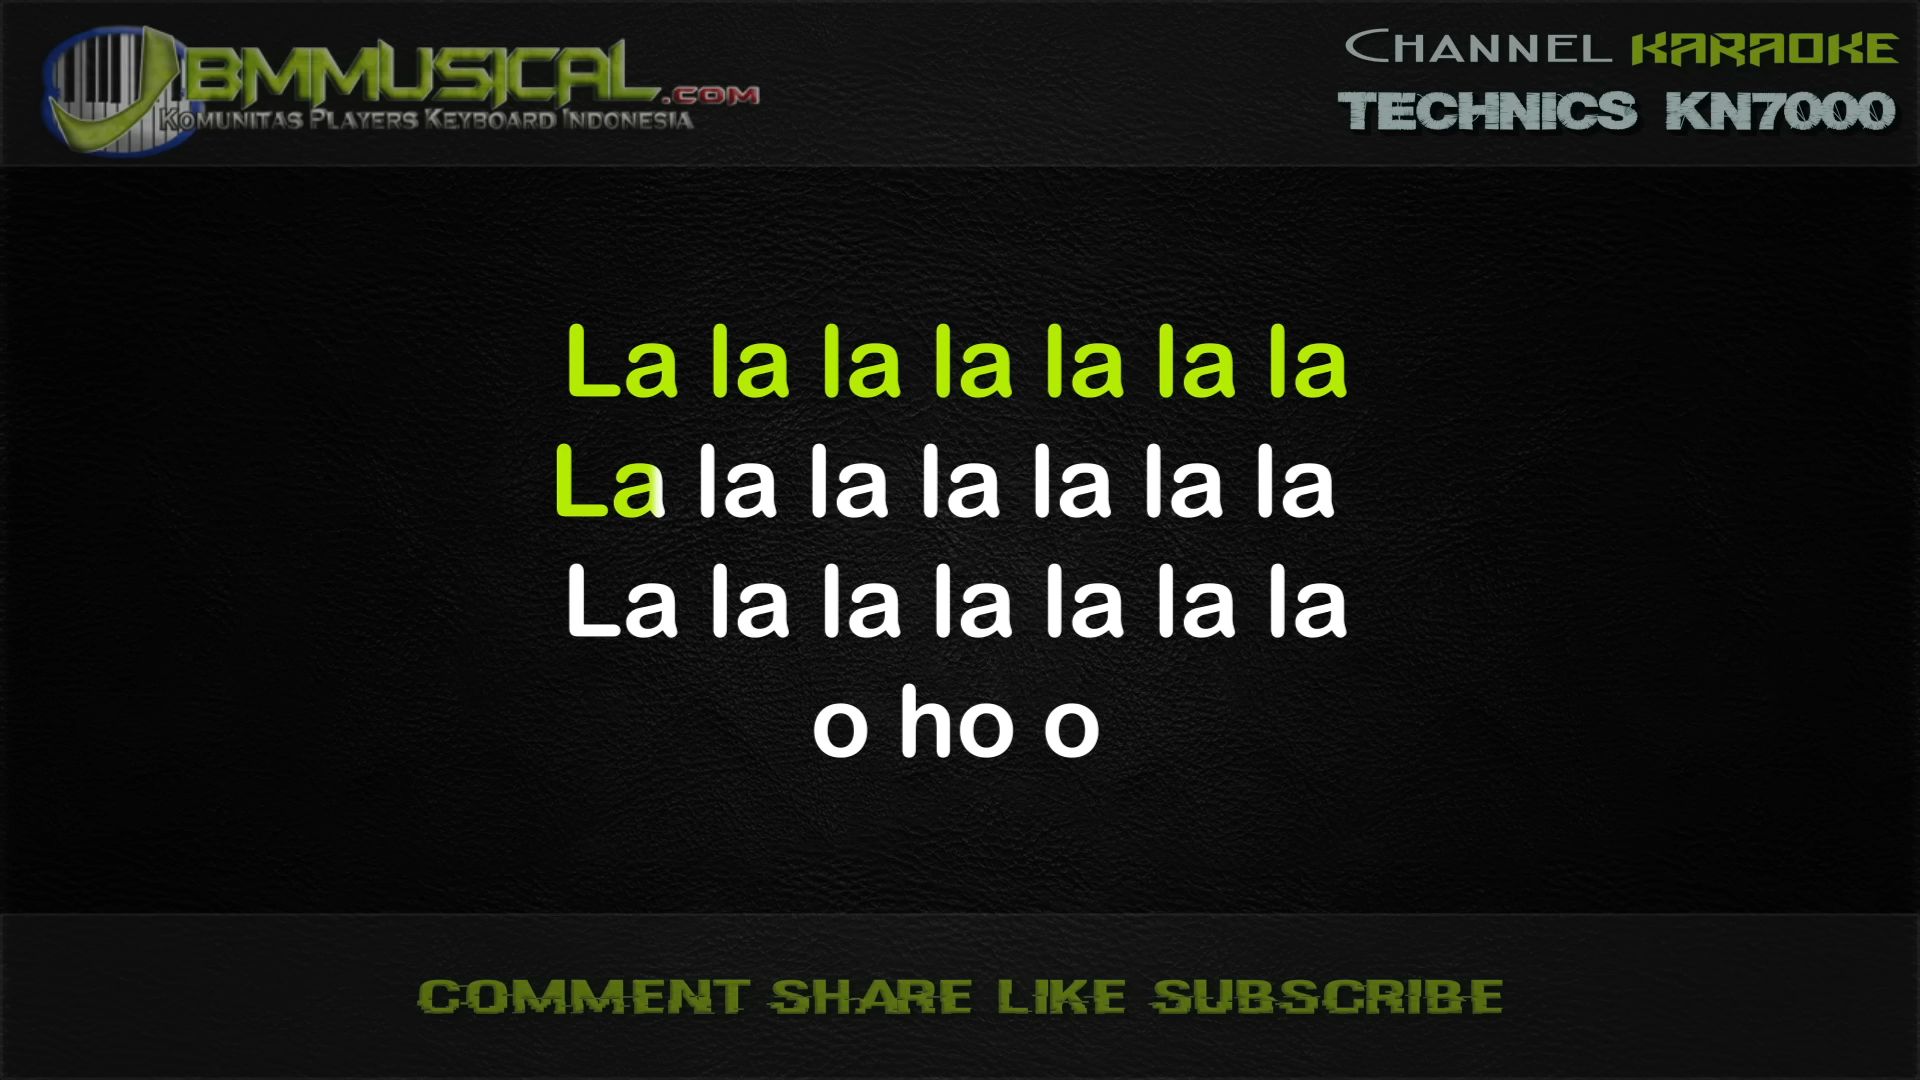 JBMMUSICAL.COM
KOMUNITAS PLAYERS KEYBOARD INDONESIA
CHANNEL KARAOKE
TECHNICS KN7000
La la la la la la la
La la la la la la la
La la la la la la la
o ho o
COMMENT SHARE LIKE SUBSCRIBE